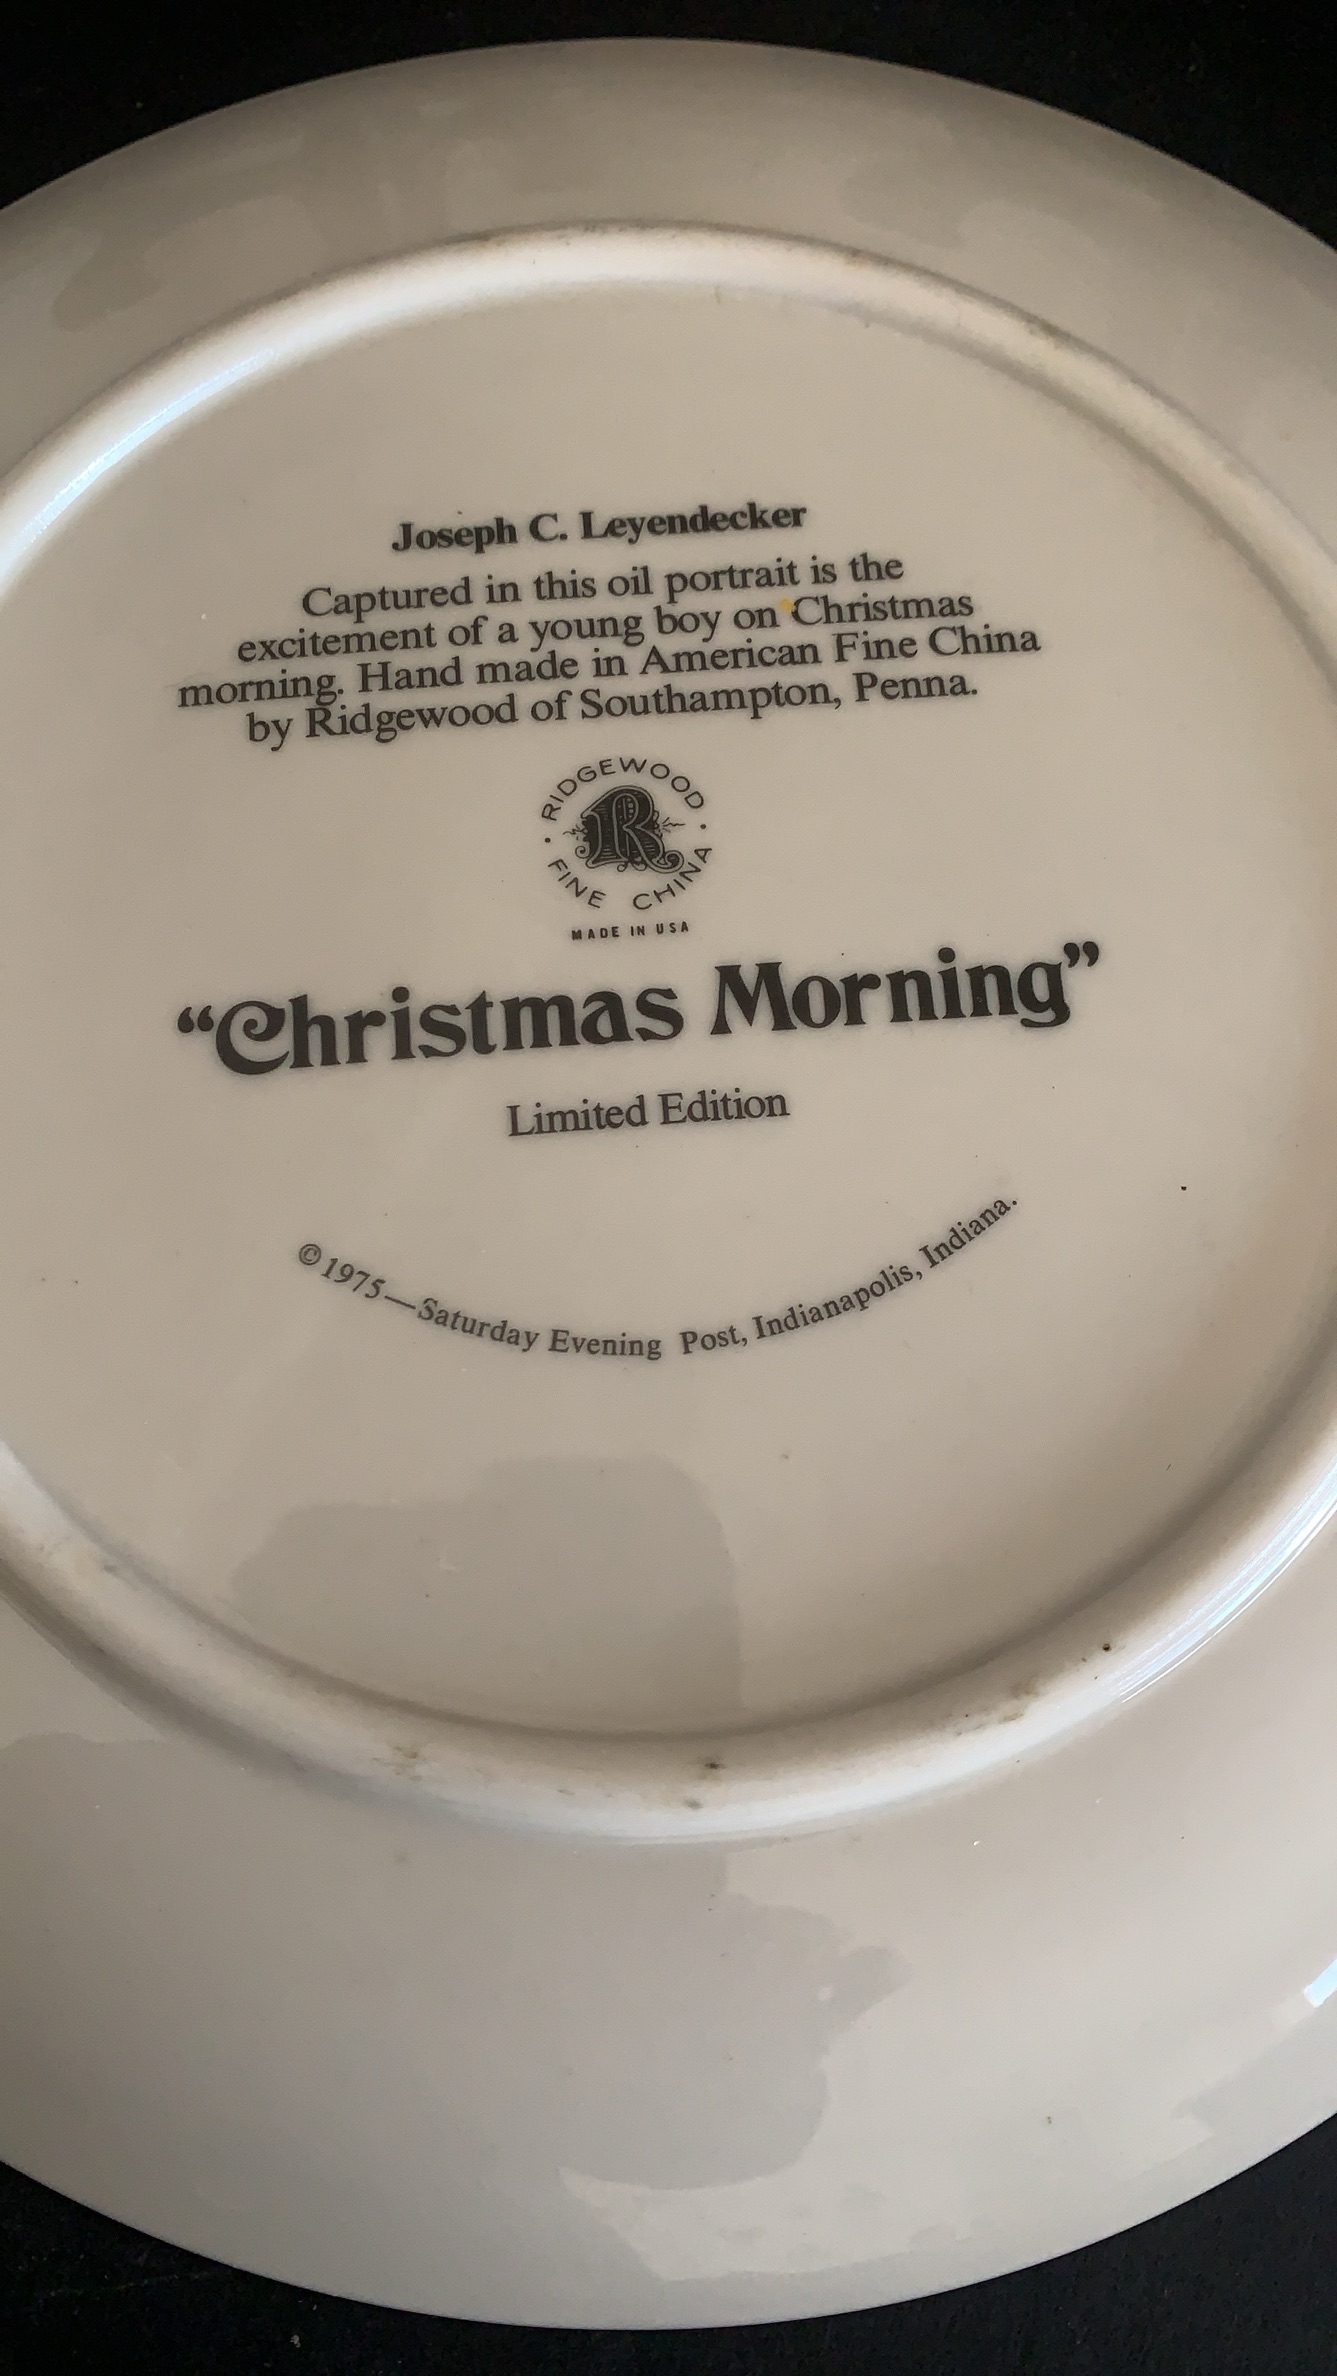 Joseph C. Leyendecker
Captured in this oil portrait is the
excitement of a young boy on Christmas
morning. Hand made in American Fine China
by Ridgewood of Southampton, Penna.
· RIDGEWOOD ·
R
FINE CHINA
MADE IN USA
“Christmas Morning”
Limited Edition
©1975—Saturday Evening Post, Indianapolis, Indiana.